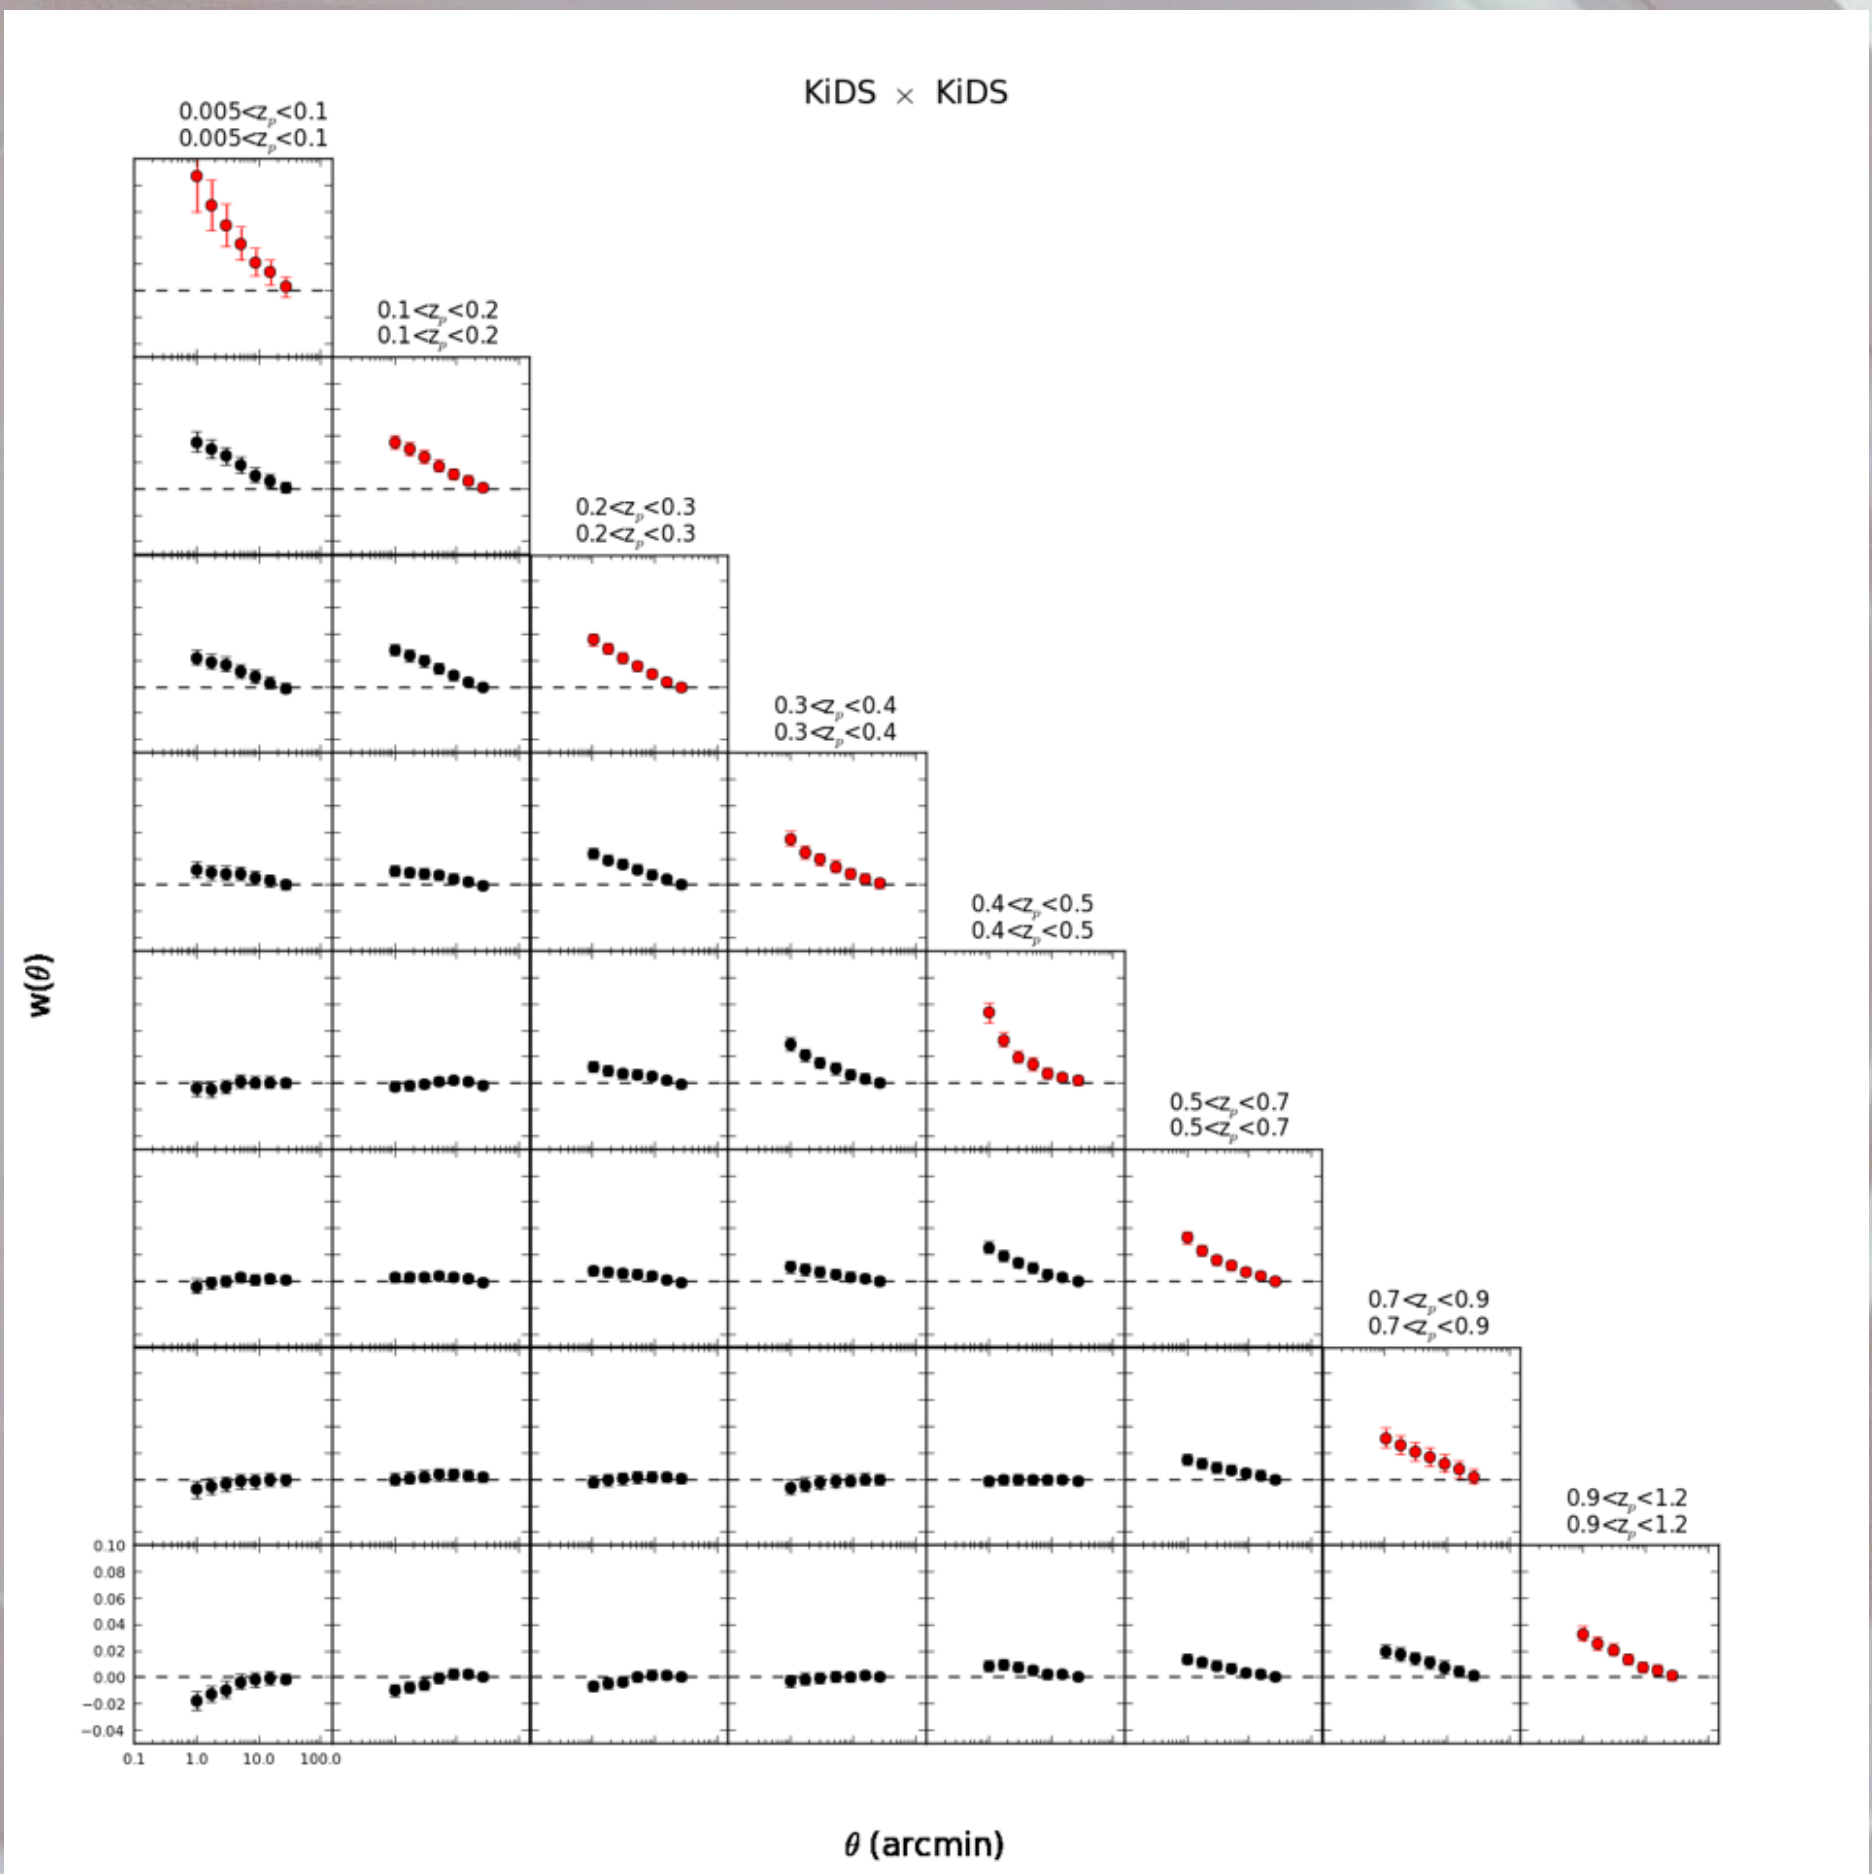 KiDS × KiDS
0.005<z_p<0.1
0.005<z_p<0.1
0.1<z_p<0.2
0.1<z_p<0.2
0.2<z_p<0.3
0.2<z_p<0.3
0.3<z_p<0.4
0.3<z_p<0.4
0.4<z_p<0.5
0.4<z_p<0.5
w(θ)
0.5<z_p<0.7
0.5<z_p<0.7
0.7<z_p<0.9
0.7<z_p<0.9
0.9<z_p<1.2
0.9<z_p<1.2
0.10
0.08
0.06
0.04
0.02
0.00
−0.02
−0.04
0.1 1.0 10.0 100.0
θ (arcmin)